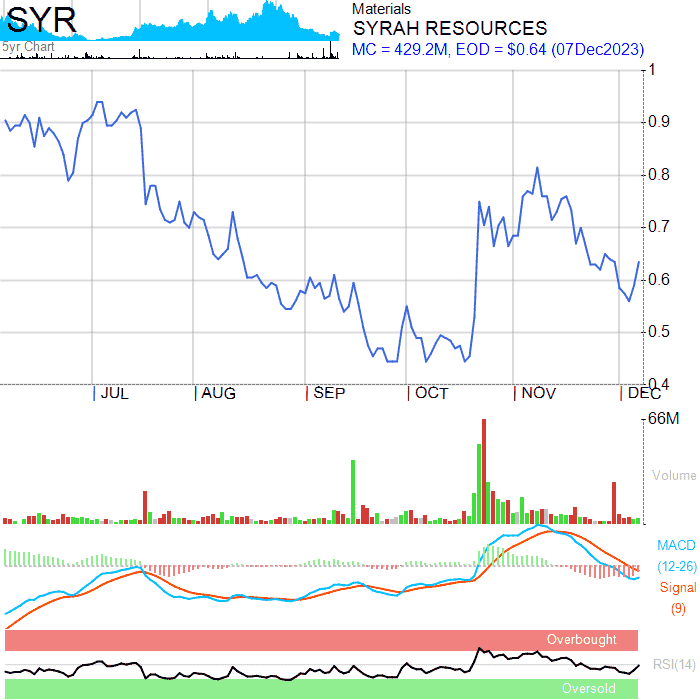 SYR
5yr Chart
Materials
SYRAH RESOURCES
MC = 429.2M, EOD = $0.64 (07Dec2023)
1
0.9
0.8
0.7
0.6
0.5
0.4
JUL AUG SEP OCT NOV DEC
66M
Volume
MACD
(12-26)
Signal
(9)
Overbought
RSI(14)
Oversold